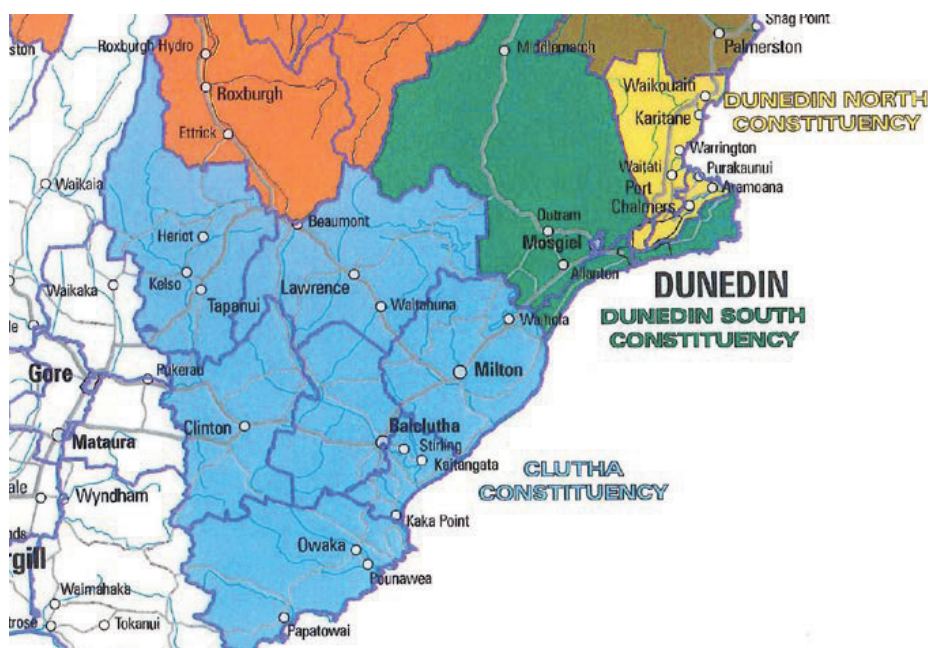 Shag Point
Roxburgh Hydro
Middlemarch
Palmerston
Roxburgh
Waikouaiti
DUNEDIN NORTH
CONSTITUENCY
Karitane
Ettrick
Warrington
Waitati
Purakaunui
Waikaia
Port
Chalmers
Aramoana
Beaumont
Outram
Heriot
Mosgiel
Allanton
Kelso
Lawrence
Waikaka
Tapanui
Waitahuna
DUNEDIN
Waihola
DUNEDIN SOUTH
CONSTITUENCY
Gore
Pukerau
Milton
Clinton
Balclutha
Mataura
Stirling
Kaitangata
CLUTHA
CONSTITUENCY
Wyndham
Kaka Point
Owaka
rgill
Pounawea
Waimahaka
Tokanui
Papatowai